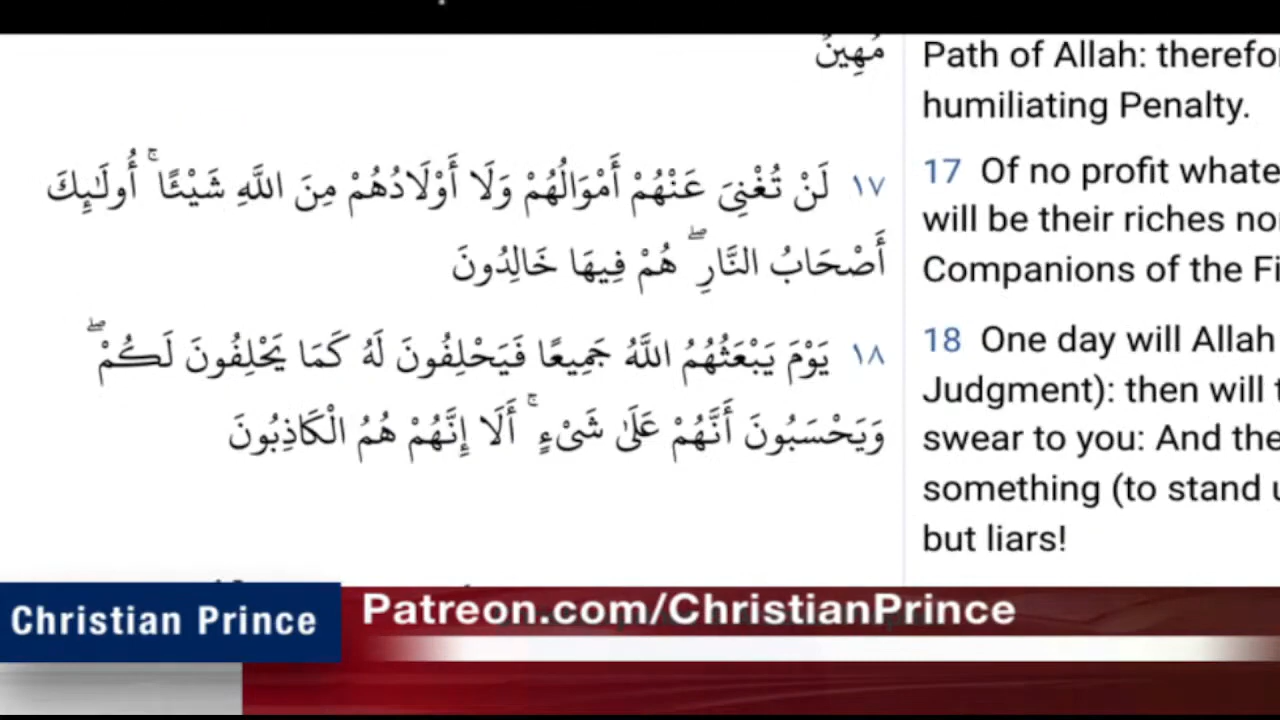 مُهِينٌ
١٧ لَنْ تُغْنِىَ عَنْهُمْ أَمْوَالُهُمْ وَلَا أَوْلَادُهُمْ مِنَ اللَّهِ شَيْئًا ۚ أُولَـٰئِكَ
أَصْحَابُ النَّارِ ۖ هُمْ فِيهَا خَالِدُونَ
١٨ يَوْمَ يَبْعَثُهُمُ اللَّهُ جَمِيعًا فَيَحْلِفُونَ لَهُ كَمَا يَحْلِفُونَ لَكُمْ ۖ
وَيَحْسَبُونَ أَنَّهُمْ عَلَىٰ شَىْءٍ ۚ أَلَا إِنَّهُمْ هُمُ الْكَاذِبُونَ
Path of Allah: therefo
humiliating Penalty.
17 Of no profit whate
will be their riches no
Companions of the Fi
18 One day will Allah
Judgment): then will t
swear to you: And the
something (to stand u
but liars!
Christian Prince
Patreon.com/ChristianPrince